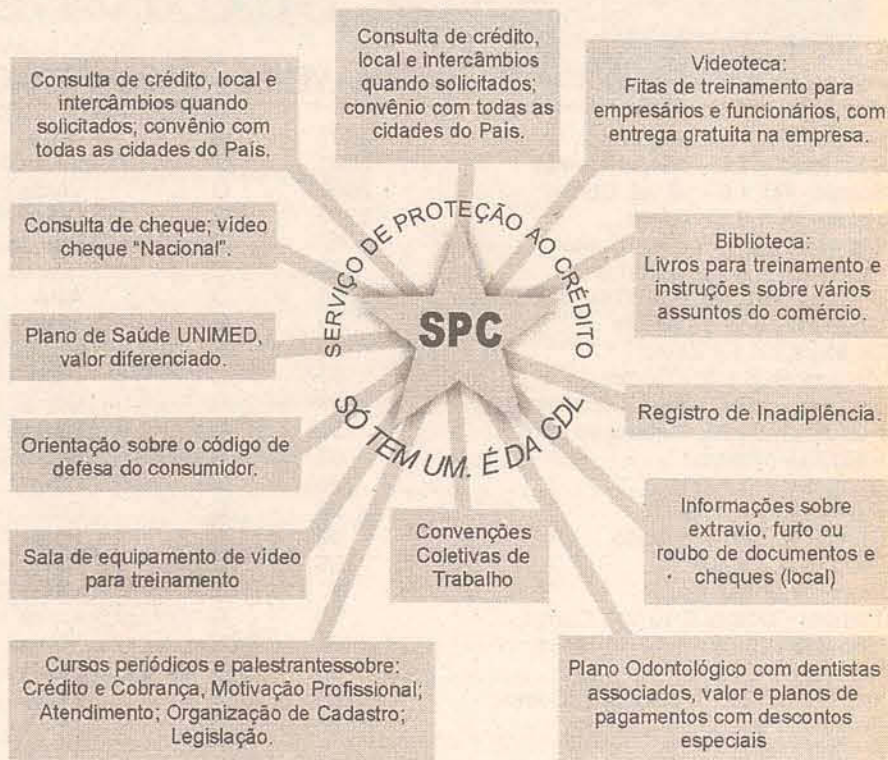 Consulta de crédito, local e
intercâmbios quando
solicitados; convênio com
todas as cidades do País.
Consulta de crédito,
local e intercâmbios
quando solicitados;
convênio com todas as
cidades do País.
Videoteca:
Fitas de treinamento para
empresários e funcionários, com
entrega gratuita na empresa.
Consulta de cheque; vídeo
cheque "Nacional".
Biblioteca:
Livros para treinamento e
instruções sobre vários
assuntos do comércio.
SERVIÇO DE PROTEÇÃO AO CRÉDITO
SPC
SÓ TEM UM. É DA CDL
Plano de Saúde UNIMED,
valor diferenciado.
Registro de Inadiplência.
Orientação sobre o código de
defesa do consumidor.
Informações sobre
extravio, furto ou
roubo de documentos e
cheques (local)
Sala de equipamento de vídeo
para treinamento
Convenções
Coletivas de
Trabalho
Cursos periódicos e palestrantessobre:
Crédito e Cobrança, Motivação Profissional;
Atendimento; Organização de Cadastro;
Legislação.
Plano Odontológico com dentistas
associados, valor e planos de
pagamentos com descontos
especiais